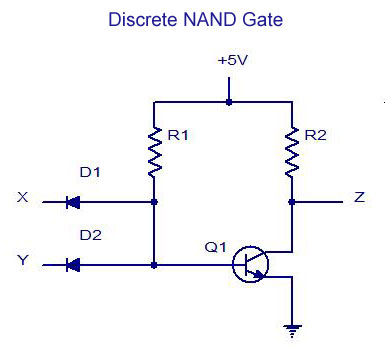 Discrete NAND Gate
+5V
R1
R2
D1
X
Z
D2
Y
Q1